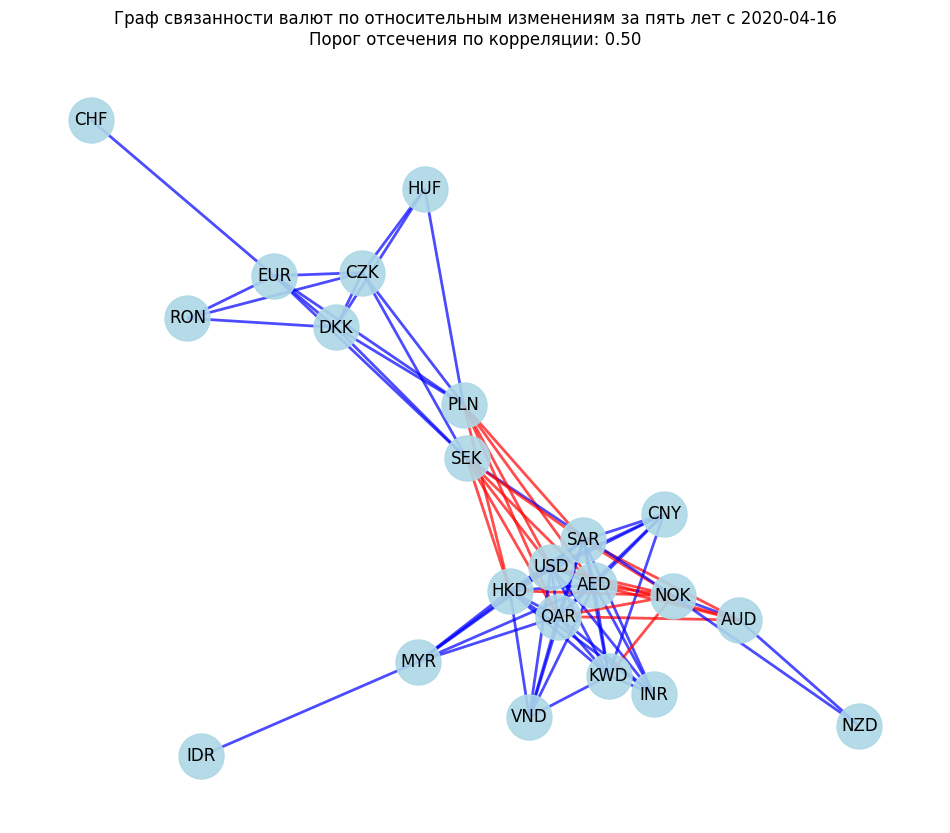 Граф связанности валют по относительным изменениям за пять лет с 2020-04-16
Порог отсечения по корреляции: 0.50
CHF
HUF
EUR
CZK
RON
DKK
PLN
SEK
CNY
SAR
USD
AED
HKD
NOK
QAR
AUD
MYR
KWD
INR
VND
NZD
IDR